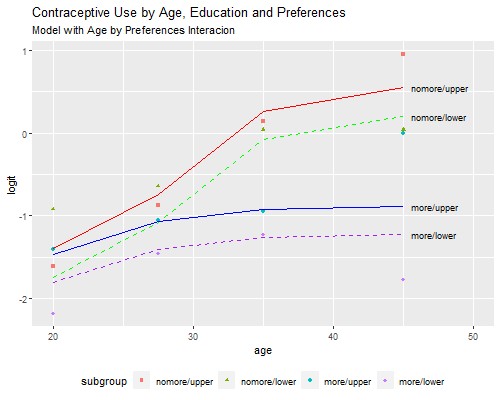 Contraceptive Use by Age, Education and Preferences
Model with Age by Preferences Interacion
1
nomore/upper
nomore/lower
0
logit
-1
more/upper
more/lower
-2
20 30 40 50
age
subgroup nomore/upper nomore/lower more/upper more/lower